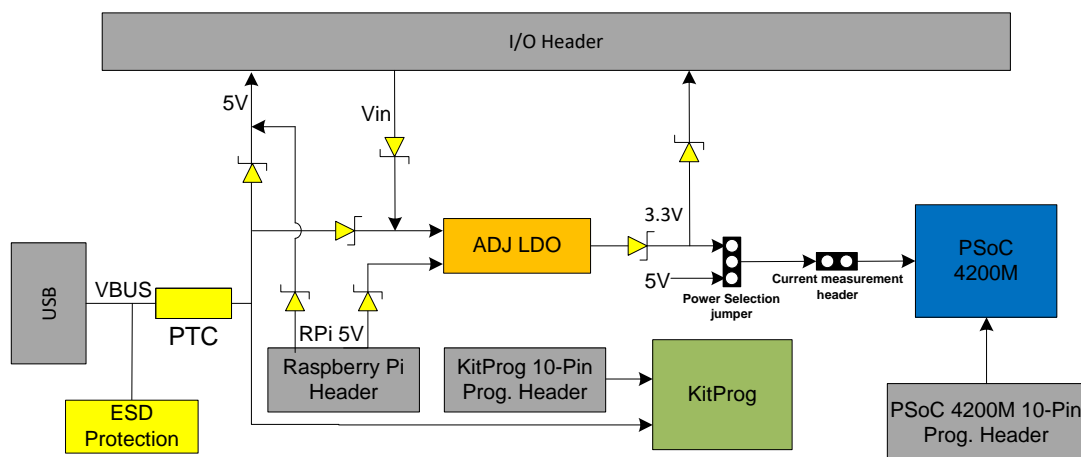 I/O Header
5V
Vin
3.3V
ADJ LDO
PSoC
4200M
USB
VBUS
PTC
5V
Power Selection
jumper
Current measurement
header
RPi 5V
Raspberry Pi
Header
KitProg 10-Pin
Prog. Header
KitProg
ESD
Protection
PSoC 4200M 10-Pin
Prog. Header